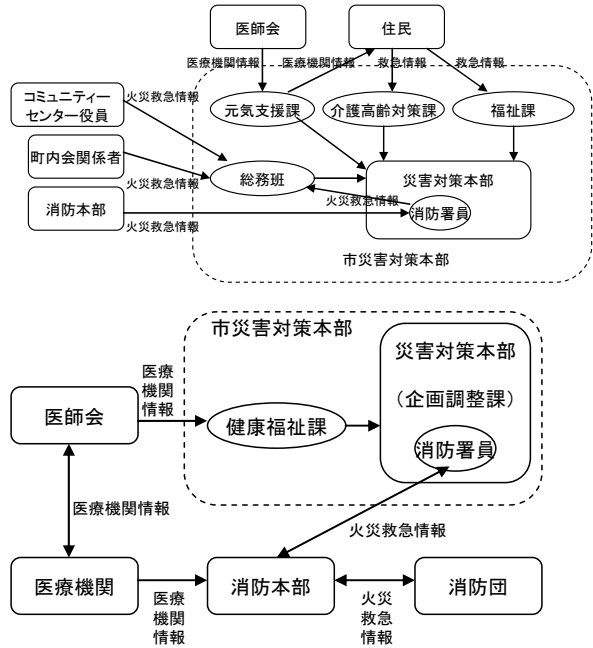 医師会
住民
医療機関情報
医療機関情報
救急情報
救急情報
コミュニティー
センター役員
火災救急情報
元気支援課
介護高齢対策課
福祉課
町内会関係者
火災救急情報
総務班
災害対策本部
火災救急情報
消防署員
消防本部
火災救急情報
市災害対策本部
市災害対策本部
災害対策本部
(企画調整課)
消防署員
医療
機関
情報
医師会
健康福祉課
医療機関情報
火災救急情報
医療機関
医療
機関
情報
消防本部
火災
救急
情報
消防団